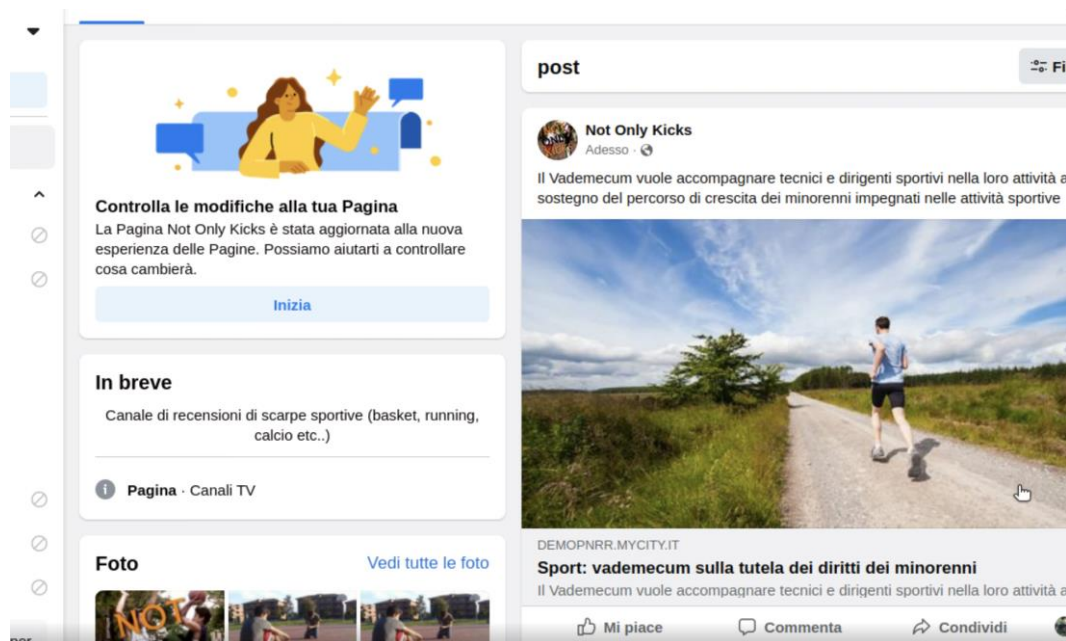 Controlla le modifiche alla tua Pagina
La Pagina Not Only Kicks è stata aggiornata alla nuova
esperienza delle Pagine. Possiamo aiutarti a controllare
cosa cambierà.
Inizia
In breve
Canale di recensioni di scarpe sportive (basket, running,
calcio etc..)
Pagina · Canali TV
Foto
Vedi tutte le foto
NOT
post
Fi
Not Only Kicks
Adesso ·
Il Vademecum vuole accompagnare tecnici e dirigenti sportivi nella loro attività a
sostegno del percorso di crescita dei minorenni impegnati nelle attività sportive
DEMOPNRR.MYCITY.IT
Sport: vademecum sulla tutela dei diritti dei minorenni
Il Vademecum vuole accompagnare tecnici e dirigenti sportivi nella loro attività a
Mi piace
Commenta
Condividi